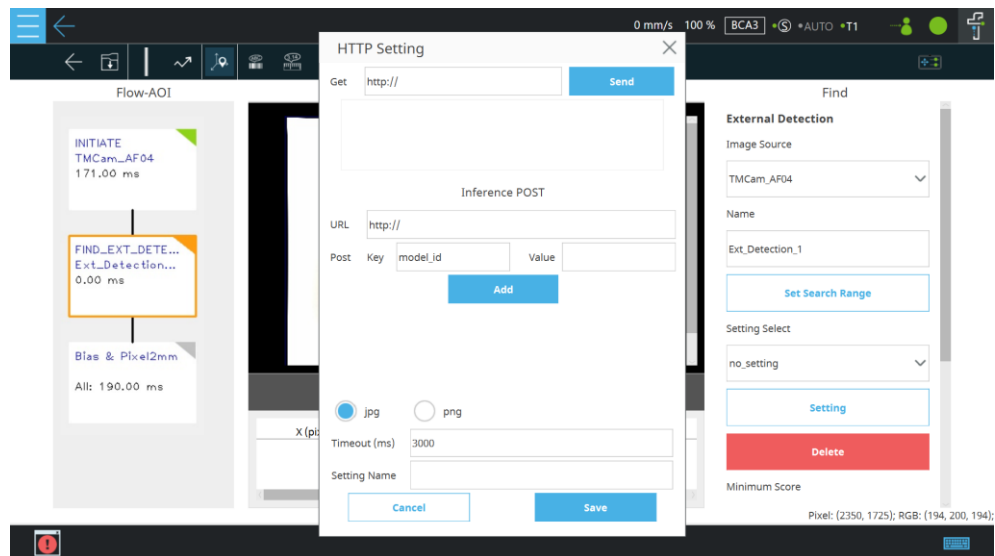 0 mm/s 100 % BCA3 S AUTO T1
HTTP Setting
Get http:// Send
Inference POST
URL http://
Post Key model_id Value
Add
jpg png
Timeout (ms) 3000
Setting Name
Cancel Save
Flow-AOI
INITIATE
TMCam_AF04
171.00 ms
FIND_EXT_DETE...
Ext_Detection...
0.00 ms
Bias & Pixel2mm
All: 190.00 ms
X (pi
Find
External Detection
Image Source
TMCam_AF04
Name
Ext_Detection_1
Set Search Range
Setting Select
no_setting
Setting
Delete
Minimum Score
Pixel: (2350, 1725); RGB: (194, 200, 194);